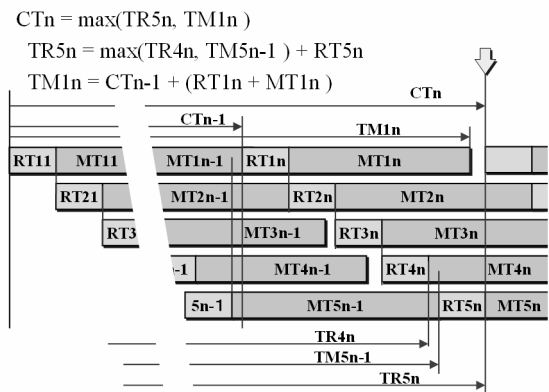 CTn = max(TR5n, TM1n )
TR5n = max(TR4n, TM5n-1 ) + RT5n
TM1n = CTn-1 + (RT1n + MT1n )
CTn
CTn-1
TM1n
RT11 MT11 MT1n-1 RT1n MT1n
RT21 MT2n-1 RT2n MT2n
RT3 MT3n-1 RT3n MT3n
n-1 MT4n-1 RT4n MT4n
5n-1 MT5n-1 RT5n MT5n
TR4n
TM5n-1
TR5n